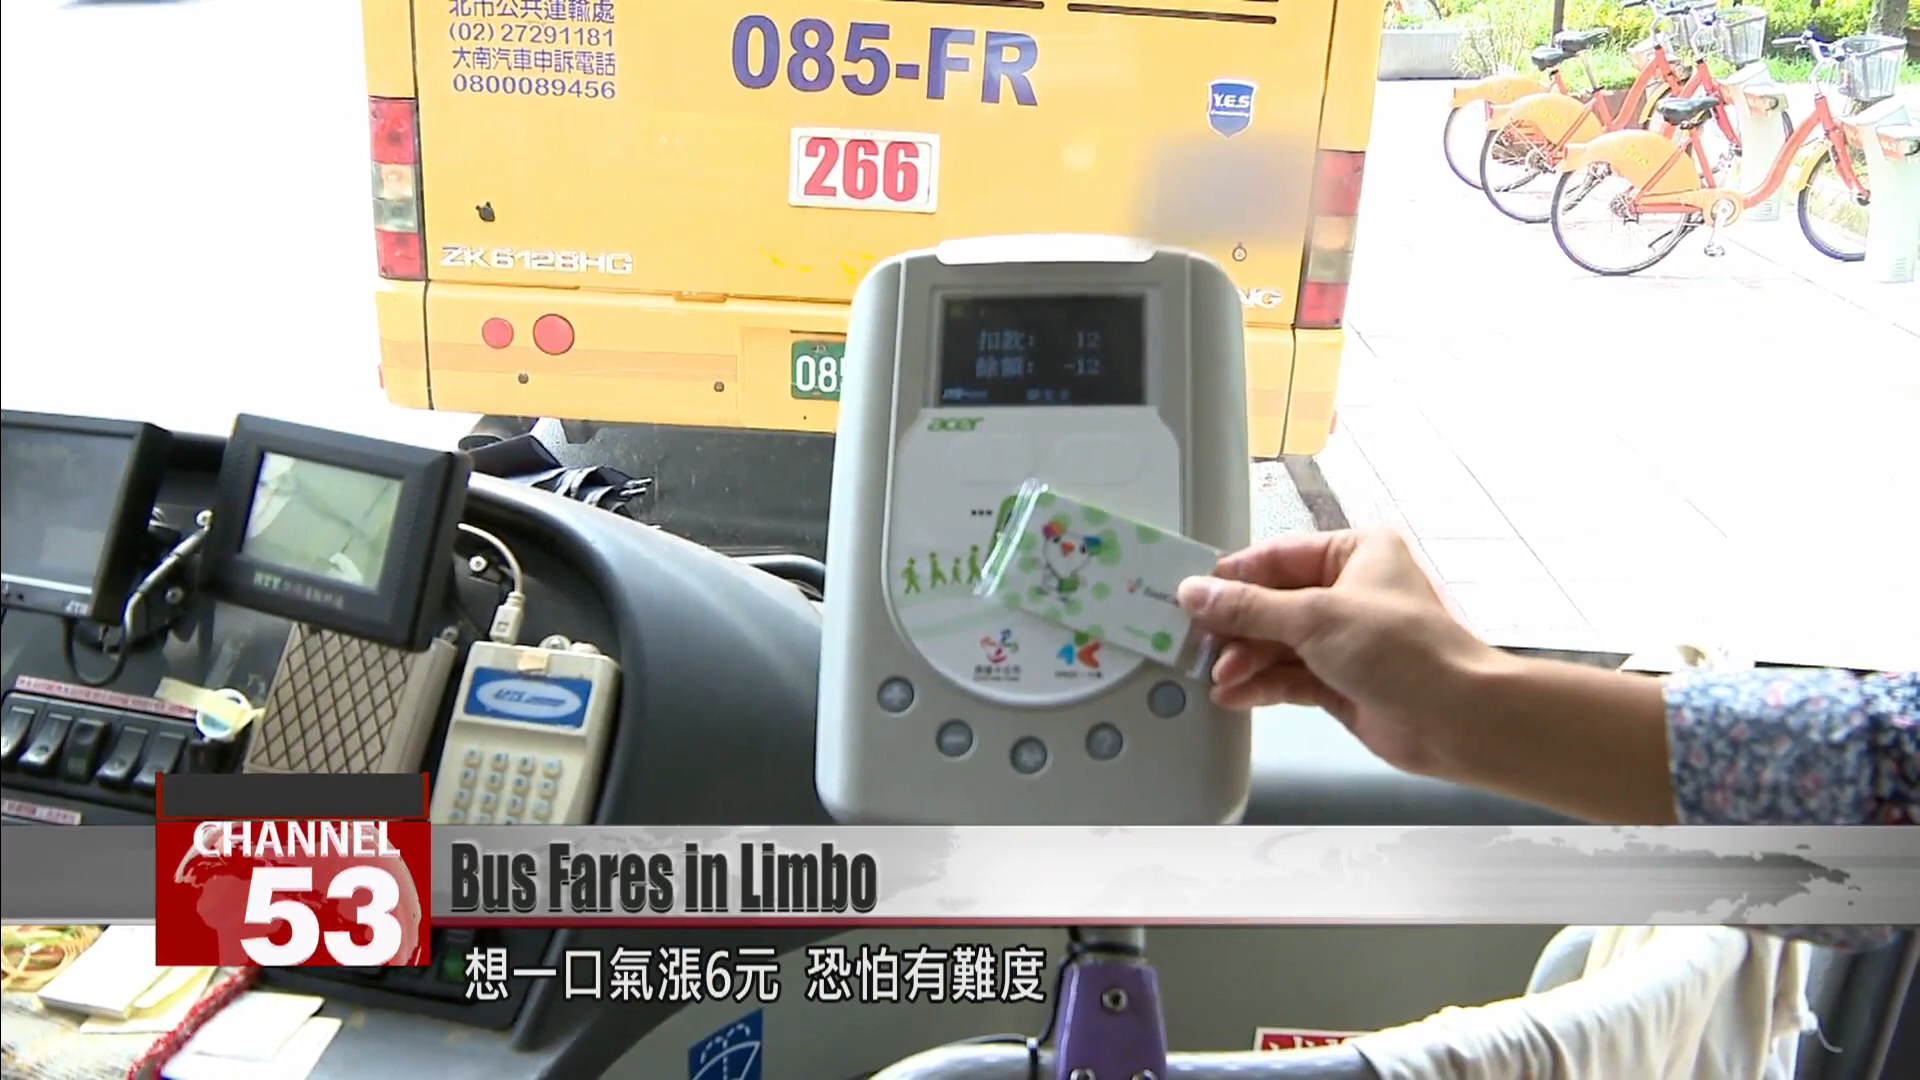 北市公共運輸處
(02) 27291181
大南汽車申訴電話
0800089456
085-FR
Y.E.S
266
ZK6128HG
扣款: 12
餘額: -12
acer
CHANNEL
53
Bus Fares in Limbo
想一口氣漲6元 恐怕有難度